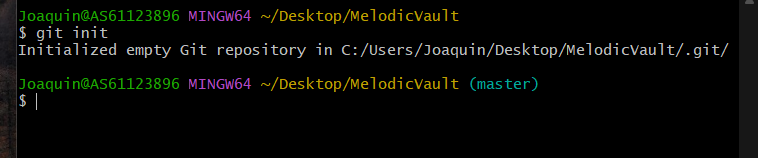 Joaquin@AS61123896 MINGW64 ~/Desktop/MelodicVault
$ git init
Initialized empty Git repository in C:/Users/Joaquin/Desktop/MelodicVault/.git/
Joaquin@AS61123896 MINGW64 ~/Desktop/MelodicVault (master)
$